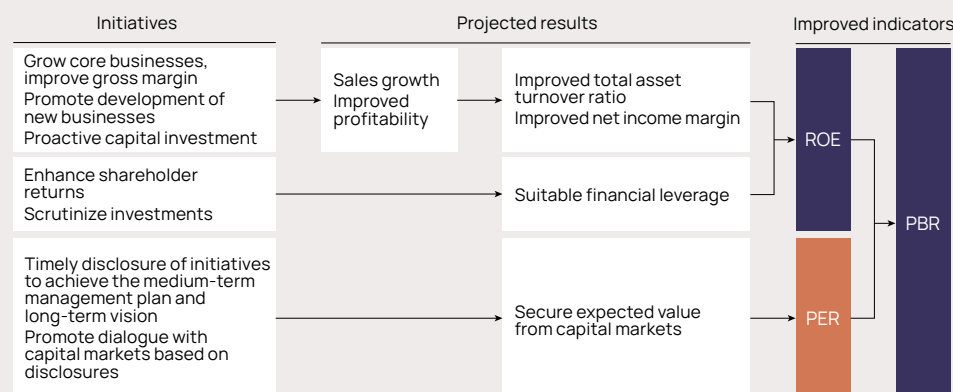 Initiatives
Projected results
Improved indicators
Grow core businesses,
improve gross margin
Promote development of
new businesses
Proactive capital investment
Sales growth
Improved
profitability
Improved total asset
turnover ratio
Improved net income margin
ROE
Enhance shareholder
returns
Scrutinize investments
Suitable financial leverage
PBR
Timely disclosure of initiatives
to achieve the medium-term
management plan and
long-term vision
Promote dialogue with
capital markets based on
disclosures
Secure expected value
from capital markets
PER